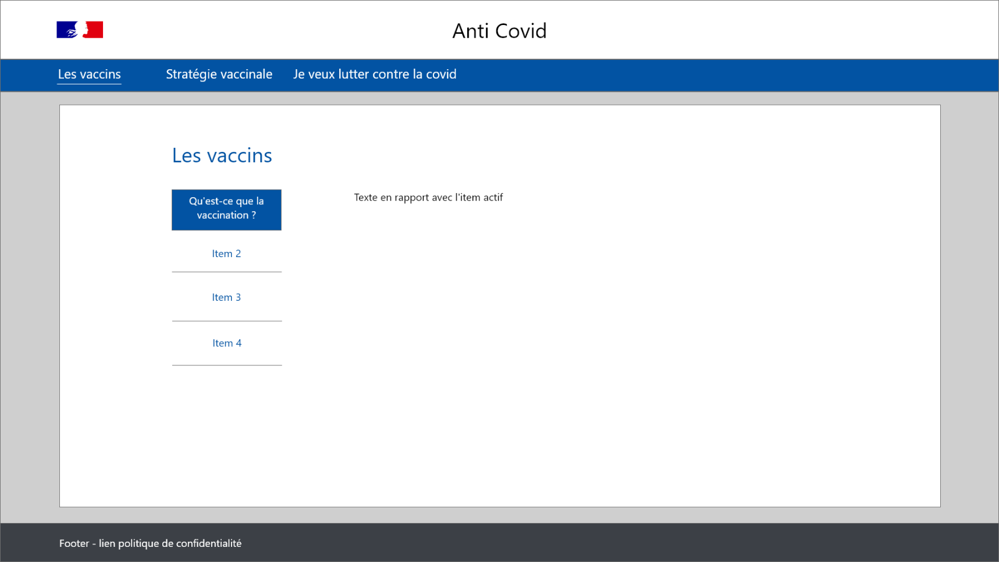 Anti Covid
Les vaccins
Stratégie vaccinale
Je veux lutter contre la covid
Les vaccins
Qu'est-ce que la
vaccination ?
Texte en rapport avec l'item actif
Item 2
Item 3
Item 4
Footer - lien politique de confidentialité